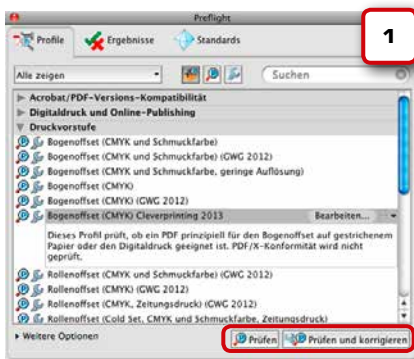 Preflight
1
Profile Ergebnisse Standards
Alle zeigen Suchen
Acrobat/PDF-Versions-Kompatibilität
Digitaldruck und Online-Publishing
Druckvorstufe
Bogenoffset (CMYK und Schmuckfarbe)
Bogenoffset (CMYK und Schmuckfarbe) (GWG 2012)
Bogenoffset (CMYK und Schmuckfarbe, geringe Auflösung)
Bogenoffset (CMYK)
Bogenoffset (CMYK) (GWG 2012)
Bogenoffset (CMYK) Cleverprinting 2013 Bearbeiten...
Dieses Profil prüft, ob ein PDF prinzipiell für den Bogenoffset auf gestrichenem
Papier oder den Digitaldruck geeignet ist. PDF/X-Konformität wird nicht
geprüft.
Rollenoffset (CMYK und Schmuckfarbe) (GWG 2012)
Rollenoffset (CMYK) (GWG 2012)
Rollenoffset (CMYK, Zeitungsdruck) (GWG 2012)
Rollenoffset (Cold Set, CMYK und Schmuckfarbe, Zeitungsdruck)
Weitere Optionen Prüfen Prüfen und korrigieren